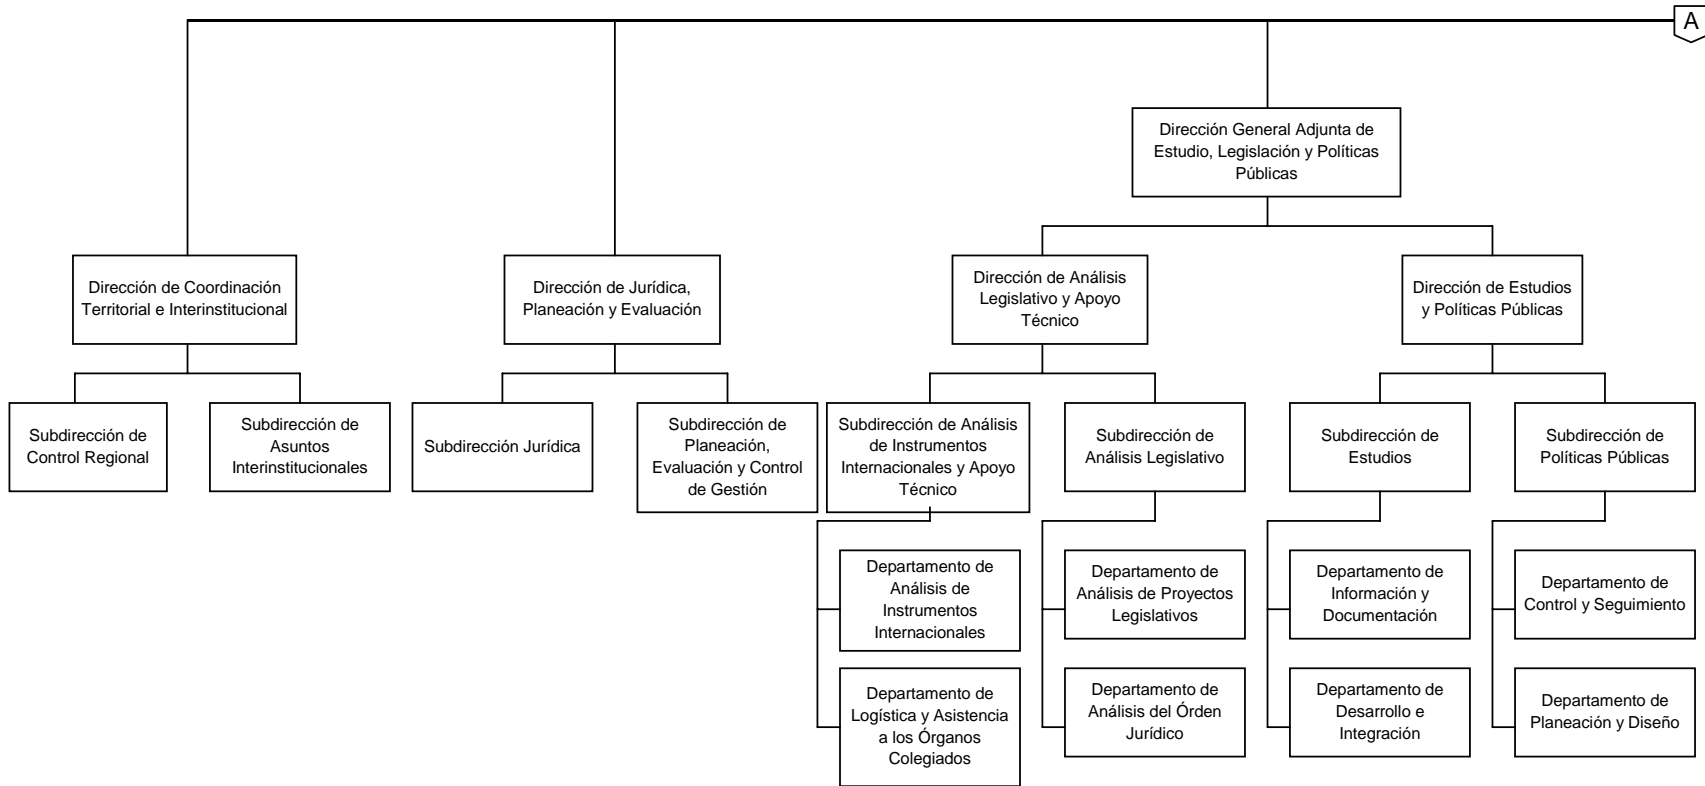 A
Dirección General Adjunta de
Estudio, Legislación y Políticas
Públicas
Dirección de Coordinación
Territorial e Interinstitucional
Dirección de Jurídica,
Planeación y Evaluación
Dirección de Análisis
Legislativo y Apoyo
Técnico
Dirección de Estudios
y Políticas Públicas
Subdirección de
Control Regional
Subdirección de
Asuntos
Interinstitucionales
Subdirección Jurídica
Subdirección de
Planeación,
Evaluación y Control
de Gestión
Subdirección de Análisis
de Instrumentos
Internacionales y Apoyo
Técnico
Subdirección de
Análisis Legislativo
Subdirección de
Estudios
Subdirección de
Políticas Públicas
Departamento de
Análisis de
Instrumentos
Internacionales
Departamento de
Análisis de Proyectos
Legislativos
Departamento de
Información y
Documentación
Departamento de
Control y Seguimiento
Departamento de
Logística y Asistencia
a los Órganos
Colegiados
Departamento de
Análisis del Órden
Jurídico
Departamento de
Desarrollo e
Integración
Departamento de
Planeación y Diseño